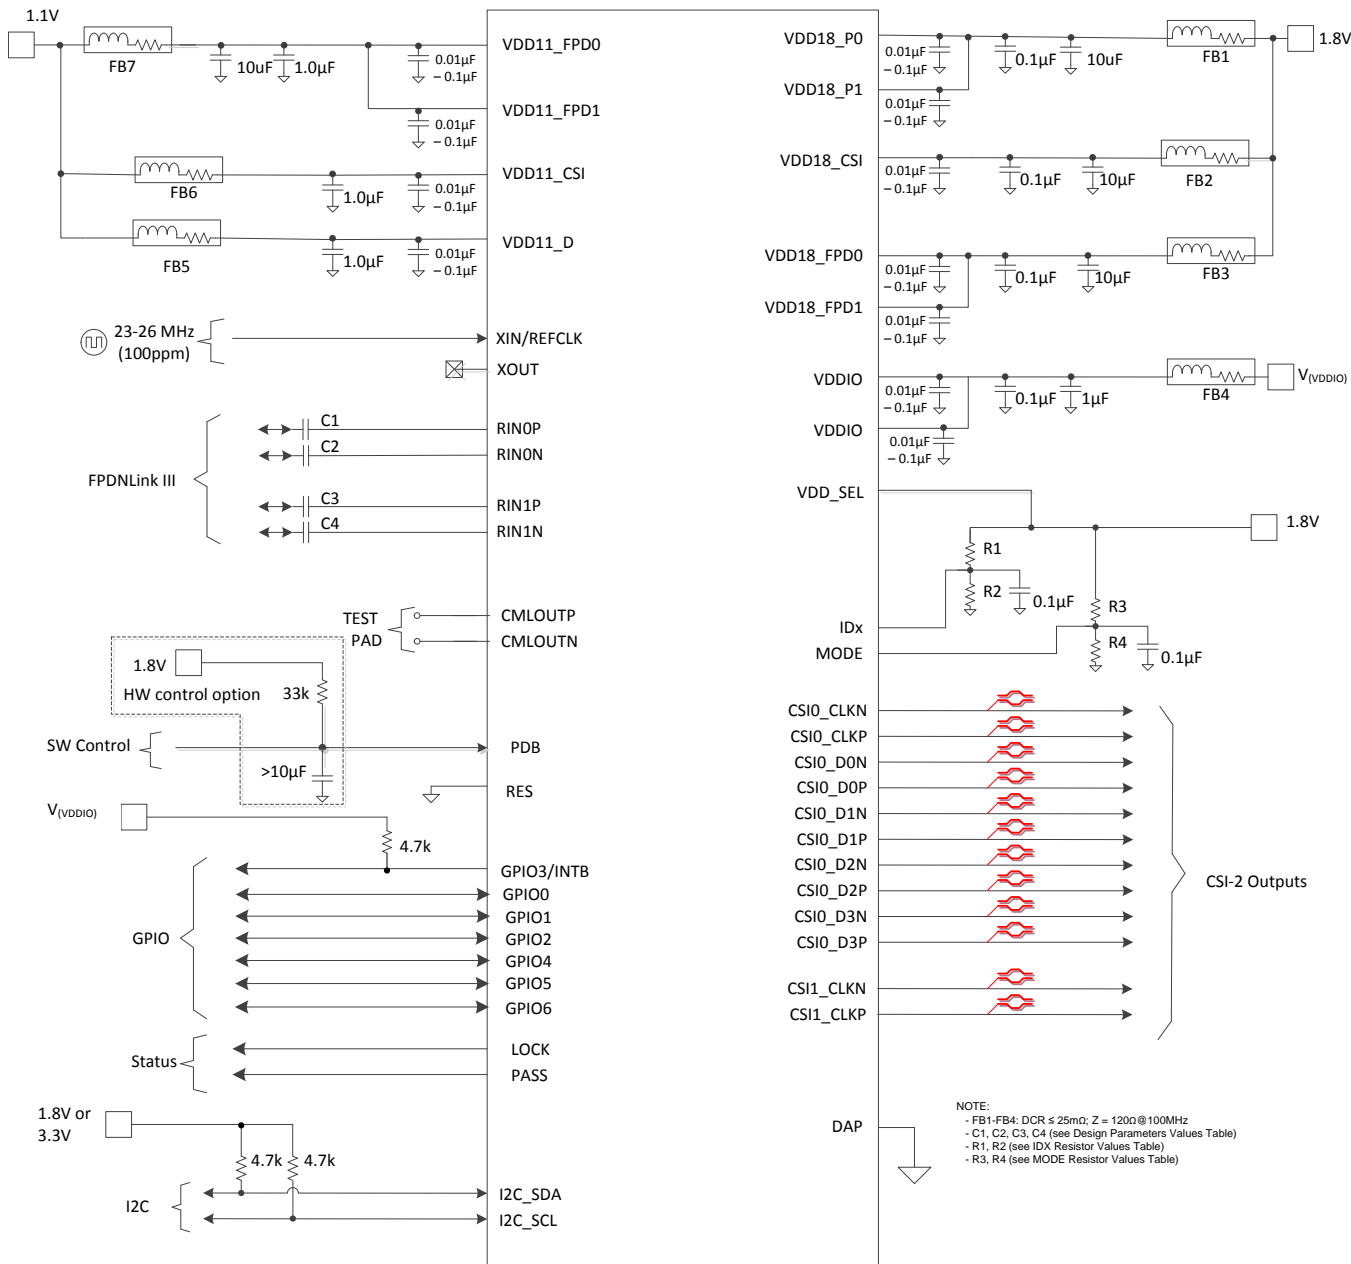 1.1V
FB7
10uF
1.0µF
0.01µF
– 0.1µF
VDD11_FPD0
0.01µF
– 0.1µF
VDD11_FPD1
FB6
1.0µF
0.01µF
– 0.1µF
VDD11_CSI
FB5
1.0µF
0.01µF
– 0.1µF
VDD11_D
23-26 MHz
(100ppm)
XIN/REFCLK
XOUT
FPDNLink III
C1
RIN0P
C2
RIN0N
C3
RIN1P
C4
RIN1N
TEST
PAD
CMLOUTP
CMLOUTN
1.8V
HW control option
33k
SW Control
>10µF
PDB
RES
V(VDDIO)
4.7k
GPIO
GPIO3/INTB
GPIO0
GPIO1
GPIO2
GPIO4
GPIO5
GPIO6
Status
LOCK
PASS
1.8V or
3.3V
4.7k
4.7k
I2C
I2C_SDA
I2C_SCL
VDD18_P0
0.01µF
– 0.1µF
0.1µF
10uF
FB1
1.8V
VDD18_P1
0.01µF
– 0.1µF
VDD18_CSI
0.01µF
– 0.1µF
0.1µF
10µF
FB2
VDD18_FPD0
0.01µF
– 0.1µF
0.1µF
10µF
FB3
VDD18_FPD1
0.01µF
– 0.1µF
VDDIO
0.01µF
– 0.1µF
0.1µF
1µF
FB4
V(VDDIO)
VDDIO
0.01µF
– 0.1µF
VDD_SEL
1.8V
R1
R2
0.1µF
R3
R4
0.1µF
IDx
MODE
CSI0_CLKN
CSI0_CLKP
CSI0_D0N
CSI0_D0P
CSI0_D1N
CSI0_D1P
CSI0_D2N
CSI0_D2P
CSI0_D3N
CSI0_D3P
CSI1_CLKN
CSI1_CLKP
CSI-2 Outputs
DAP
NOTE:
- FB1-FB4: DCR ≤ 25mΩ; Z = 120Ω@100MHz
- C1, C2, C3, C4 (see Design Parameters Values Table)
- R1, R2 (see IDX Resistor Values Table)
- R3, R4 (see MODE Resistor Values Table)